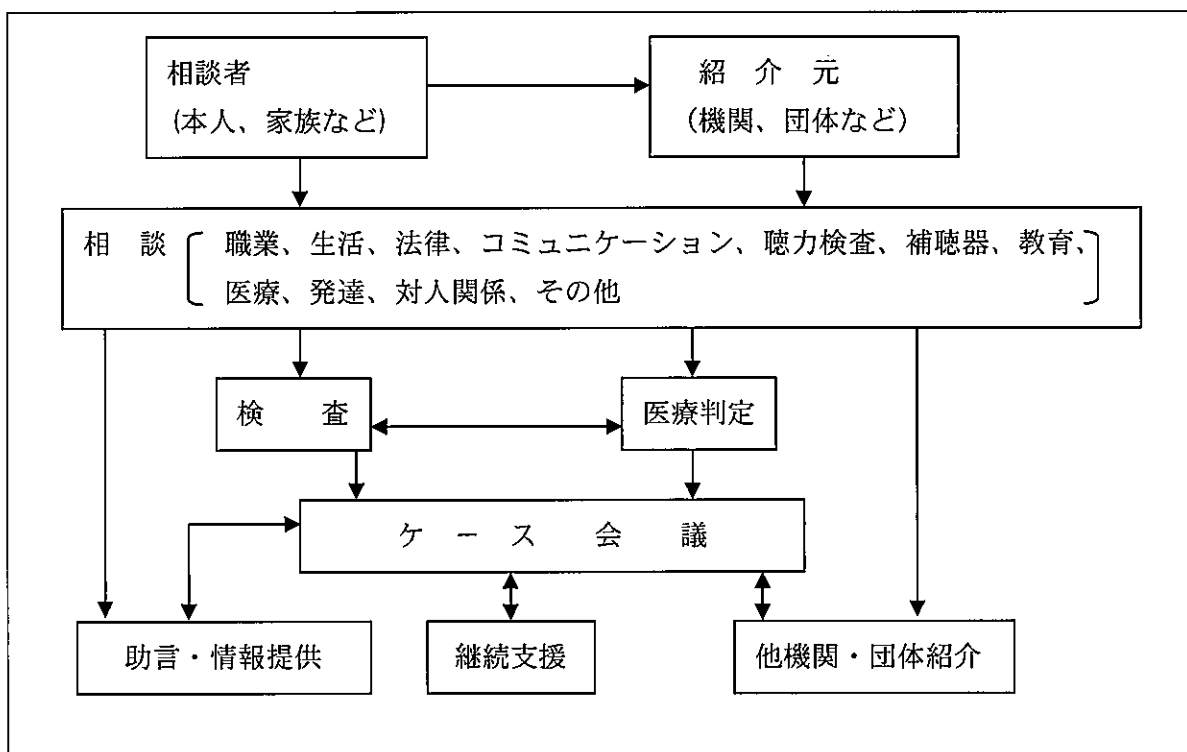 相談者
(本人、家族など)
紹 介 元
(機関、団体など)
相 談
職業、生活、法律、コミュニケーション、聴力検査、補聴器、教育、
医療、発達、対人関係、その他
検 査
医療判定
ケ ー ス 会 議
助言・情報提供
継続支援
他機関・団体紹介